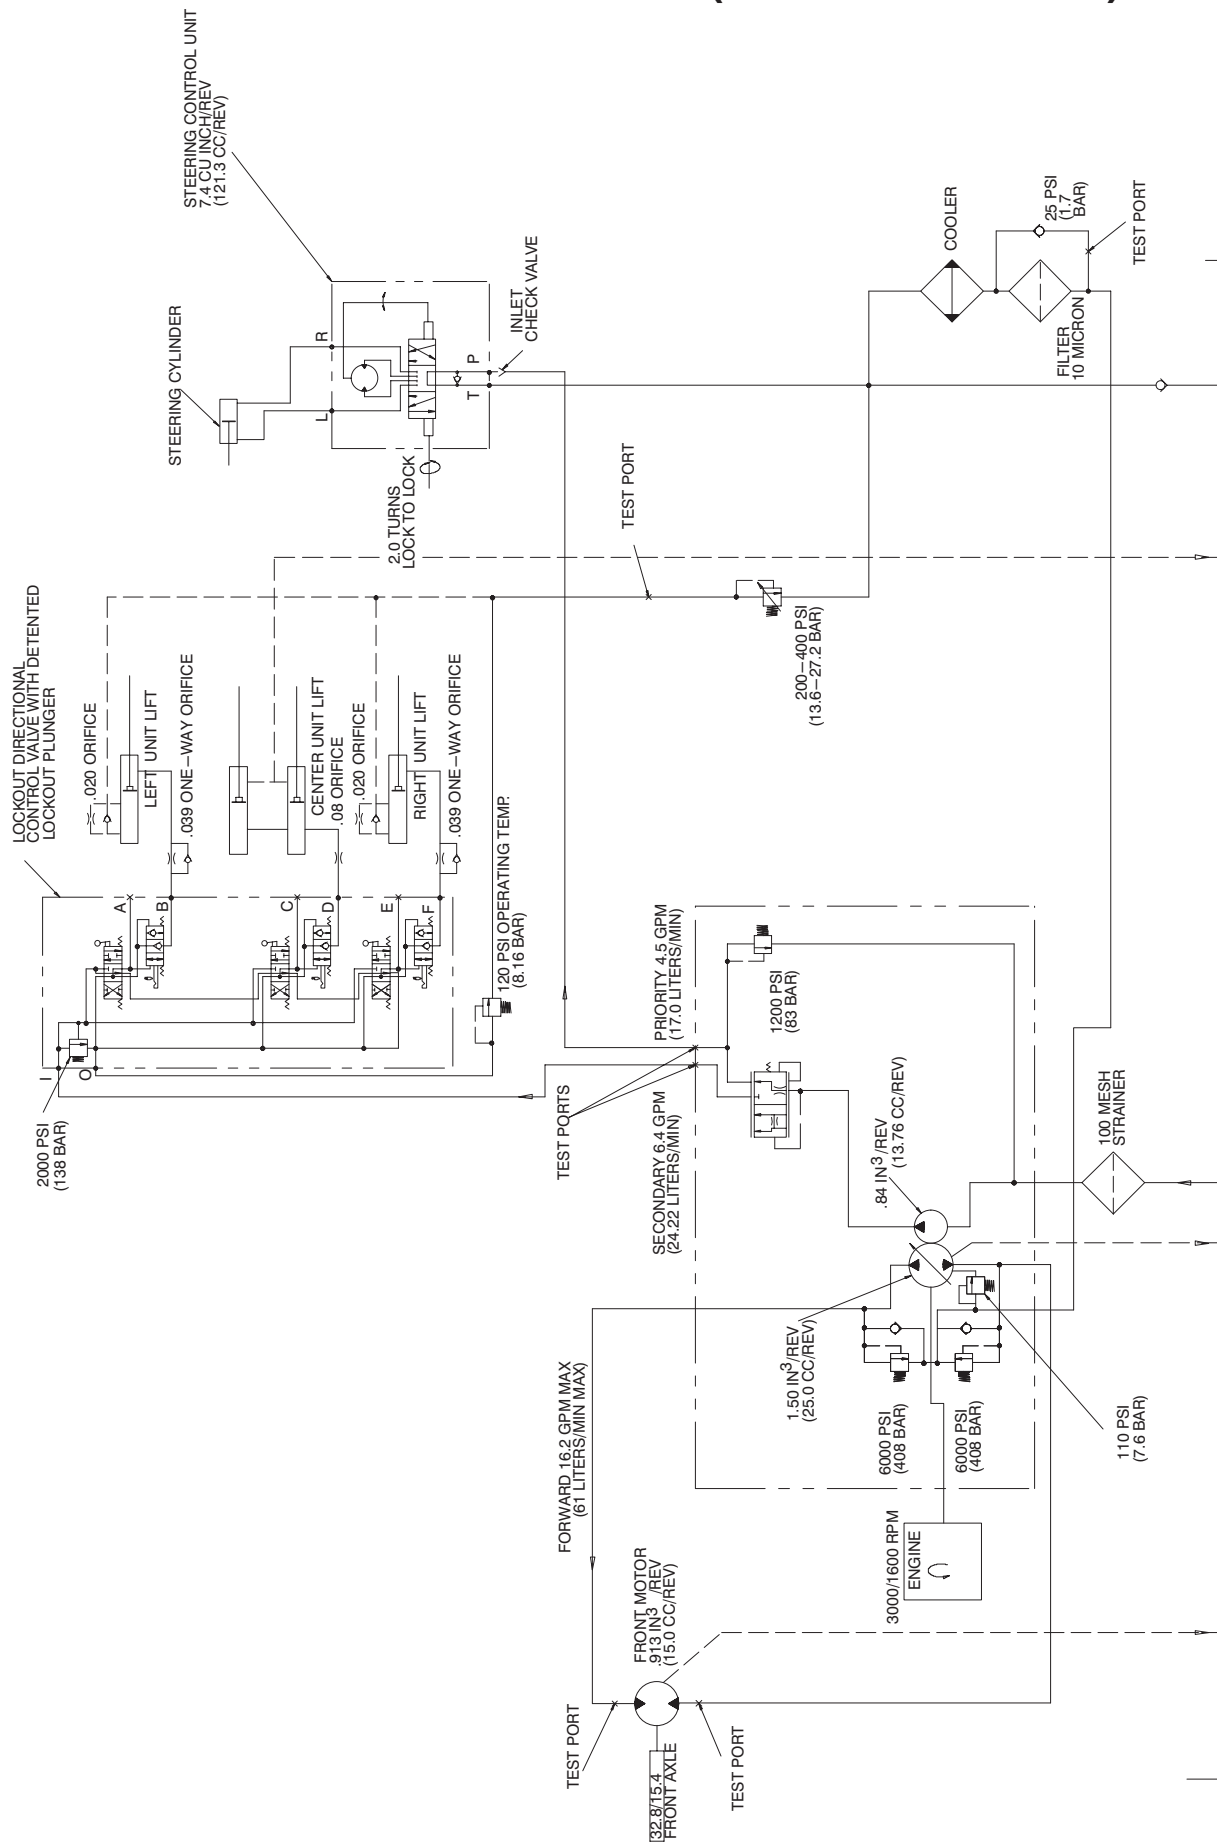 STEERING CONTROL UNIT
7.4 CU INCH/REV
(121.3 CC/REV)
STEERING CYLINDER
L
R
T
P
INLET
CHECK VALVE
2.0 TURNS
LOCK TO LOCK
COOLER
25 PSI
(1.7
BAR)
TEST PORT
FILTER
10 MICRON
TEST PORT
200–400 PSI
(13.6–27.2 BAR)
LOCKOUT DIRECTIONAL
CONTROL VALVE WITH DETENTED
LOCKOUT PLUNGER
.020 ORIFICE
LEFT UNIT LIFT
.039 ONE–WAY ORIFICE
CENTER UNIT LIFT
.08 ORIFICE
.020 ORIFICE
RIGHT UNIT LIFT
.039 ONE–WAY ORIFICE
A
B
C
D
E
F
I
O
2000 PSI
(138 BAR)
120 PSI OPERATING TEMP.
(8.16 BAR)
TEST PORTS
PRIORITY 4.5 GPM
(17.0 LITERS/MIN)
SECONDARY 6.4 GPM
(24.22 LITERS/MIN)
1200 PSI
(83 BAR)
.84 IN3/REV
(13.76 CC/REV)
100 MESH
STRAINER
1.50 IN3/REV
(25.0 CC/REV)
6000 PSI
(408 BAR)
6000 PSI
(408 BAR)
110 PSI
(7.6 BAR)
FORWARD 16.2 GPM MAX
(61 LITERS/MIN MAX)
3000/1600 RPM
ENGINE
FRONT MOTOR
.913 IN3 /REV
(15.0 CC/REV)
TEST PORT
TEST PORT
32.8/15.4
FRONT AXLE